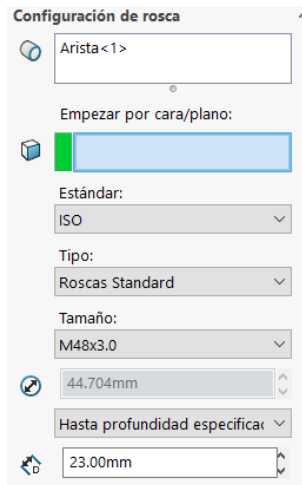 Configuración de rosca
Arista<1>
Empezar por cara/plano:
Estándar:
ISO
Tipo:
Roscas Standard
Tamaño:
M48x3.0
44.704mm
Hasta profundidad especificac
D
23.00mm